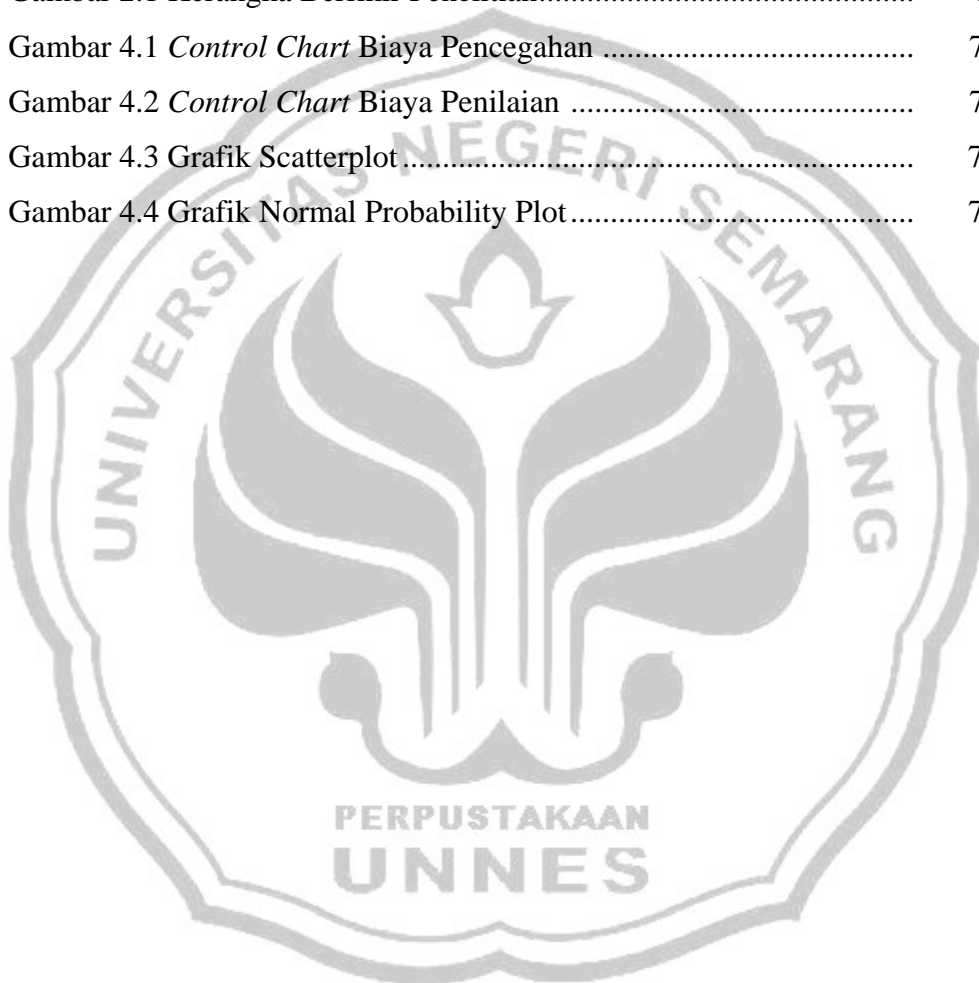 Gambar 4.1 Control Chart Biaya Pencegahan ...................................... 7
Gambar 4.2 Control Chart Biaya Penilaian .......................................... 7
Gambar 4.3 Grafik Scatterplot .............................................................. 7
Gambar 4.4 Grafik Normal Probability Plot .......................................... 7
UNIVERSITAS NEGERI SEMARANG
PERPUSTAKAAN
UNNES